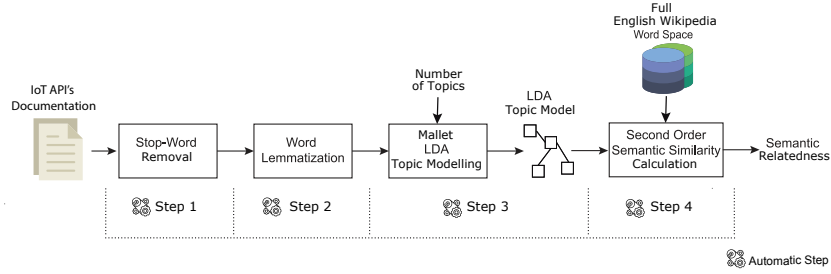 Full
English Wikipedia
Word Space
Number
of Topics
IoT API's
Documentation
LDA
Topic Model
Stop-Word
Removal
Word
Lemmatization
Mallet
LDA
Topic Modelling
Second Order
Semantic Similarity
Calculation
Semantic
Relatedness
Step 1
Step 2
Step 3
Step 4
Automatic Step